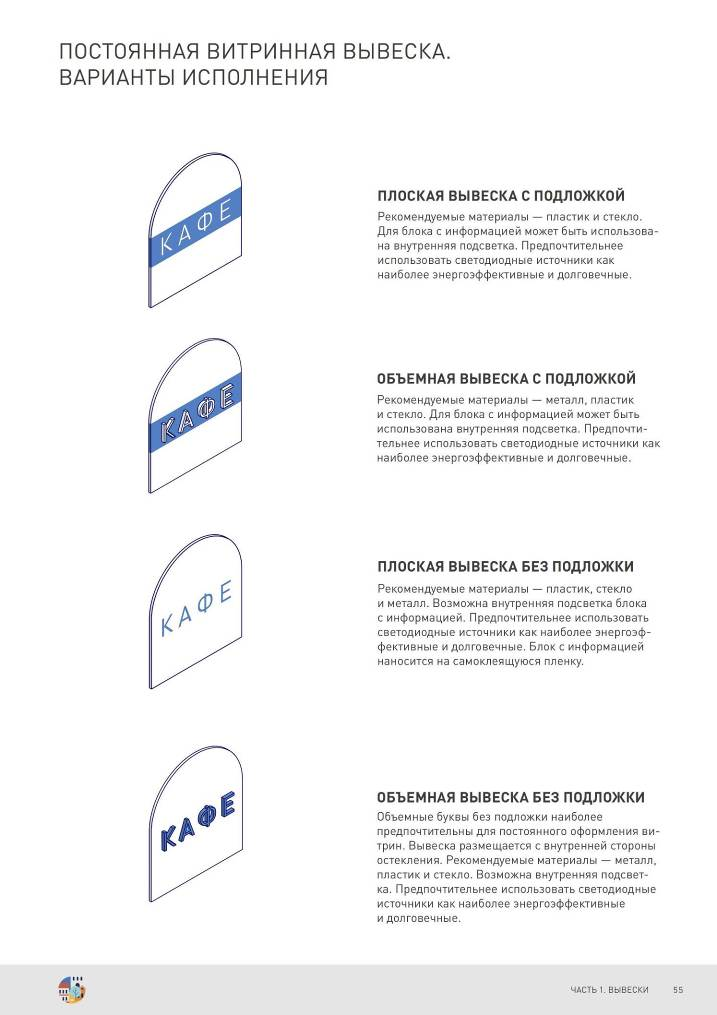 ПОСТОЯННАЯ ВИТРИННАЯ ВЫВЕСКА.
ВАРИАНТЫ ИСПОЛНЕНИЯ
КАФЕ
ПЛОСКАЯ ВЫВЕСКА С ПОДЛОЖКОЙ
Рекомендуемые материалы — пластик и стекло.
Для блока с информацией может быть использова-
на внутренняя подсветка. Предпочтительнее
использовать светодиодные источники как
наиболее энергоэффективные и долговечные.
КАФЕ
ОБЪЕМНАЯ ВЫВЕСКА С ПОДЛОЖКОЙ
Рекомендуемые материалы — металл, пластик
и стекло. Для блока с информацией может быть
использована внутренняя подсветка. Предпочти-
тельнее использовать светодиодные источники как
наиболее энергоэффективные и долговечные.
КАФЕ
ПЛОСКАЯ ВЫВЕСКА БЕЗ ПОДЛОЖКИ
Рекомендуемые материалы — пластик, стекло
и металл. Возможна внутренняя подсветка блока
с информацией. Предпочтительнее использовать
светодиодные источники как наиболее энергоэф-
фективные и долговечные. Блок с информацией
наносится на самоклеящуюся пленку.
КАФЕ
ОБЪЕМНАЯ ВЫВЕСКА БЕЗ ПОДЛОЖКИ
Объемные буквы без подложки наиболее
предпочтительны для постоянного оформления ви-
трин. Вывеска размещается с внутренней стороны
остекления. Рекомендуемые материалы — металл,
пластик и стекло. Возможна внутренняя подсвет-
ка. Предпочтительнее использовать светодиодные
источники как наиболее энергоэффективные
и долговечные.
ЧАСТЬ 1. ВЫВЕСКИ 55